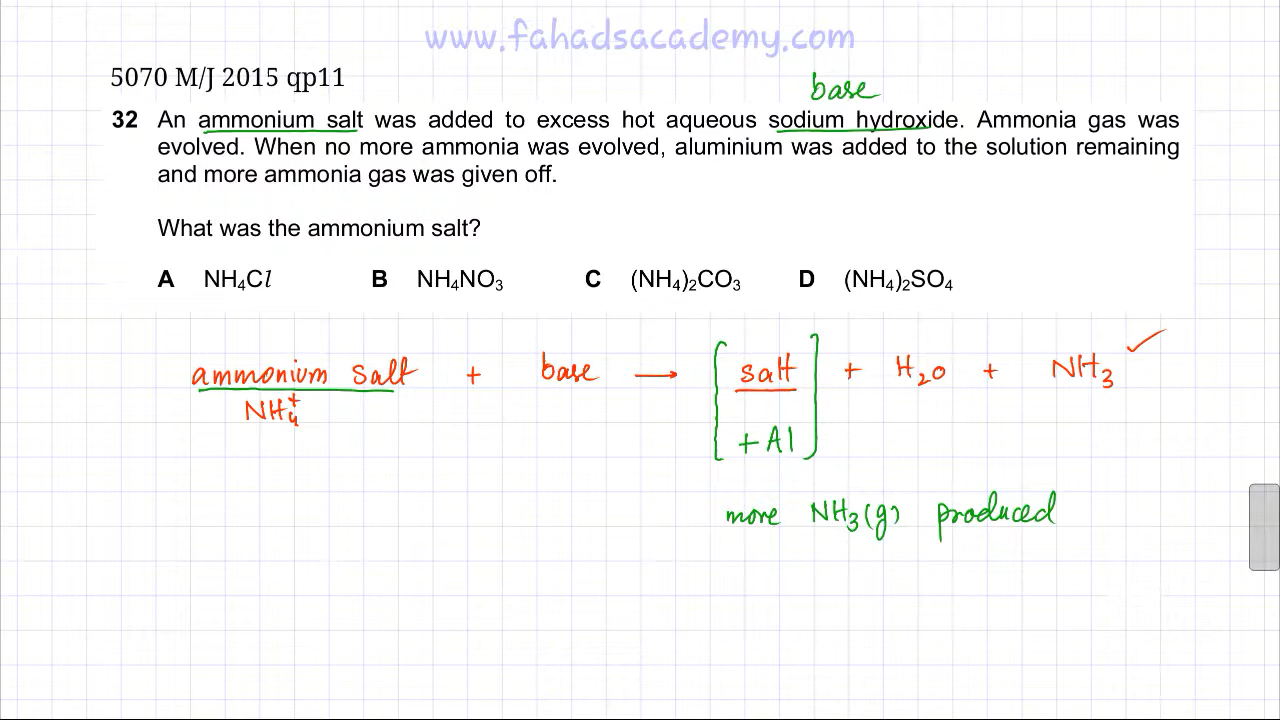 www.fahadsacademy.com
5070 M/J 2015 qp11
base
32 An ammonium salt was added to excess hot aqueous sodium hydroxide. Ammonia gas was
evolved. When no more ammonia was evolved, aluminium was added to the solution remaining
and more ammonia gas was given off.
What was the ammonium salt?
A NH₄Cl B NH₄NO₃ C (NH₄)₂CO₃ D (NH₄)₂SO₄
ammonium salt + base → [salt] + H₂O + NH₃ ✓
NH₄⁺
+ Al
more NH₃(g) produced